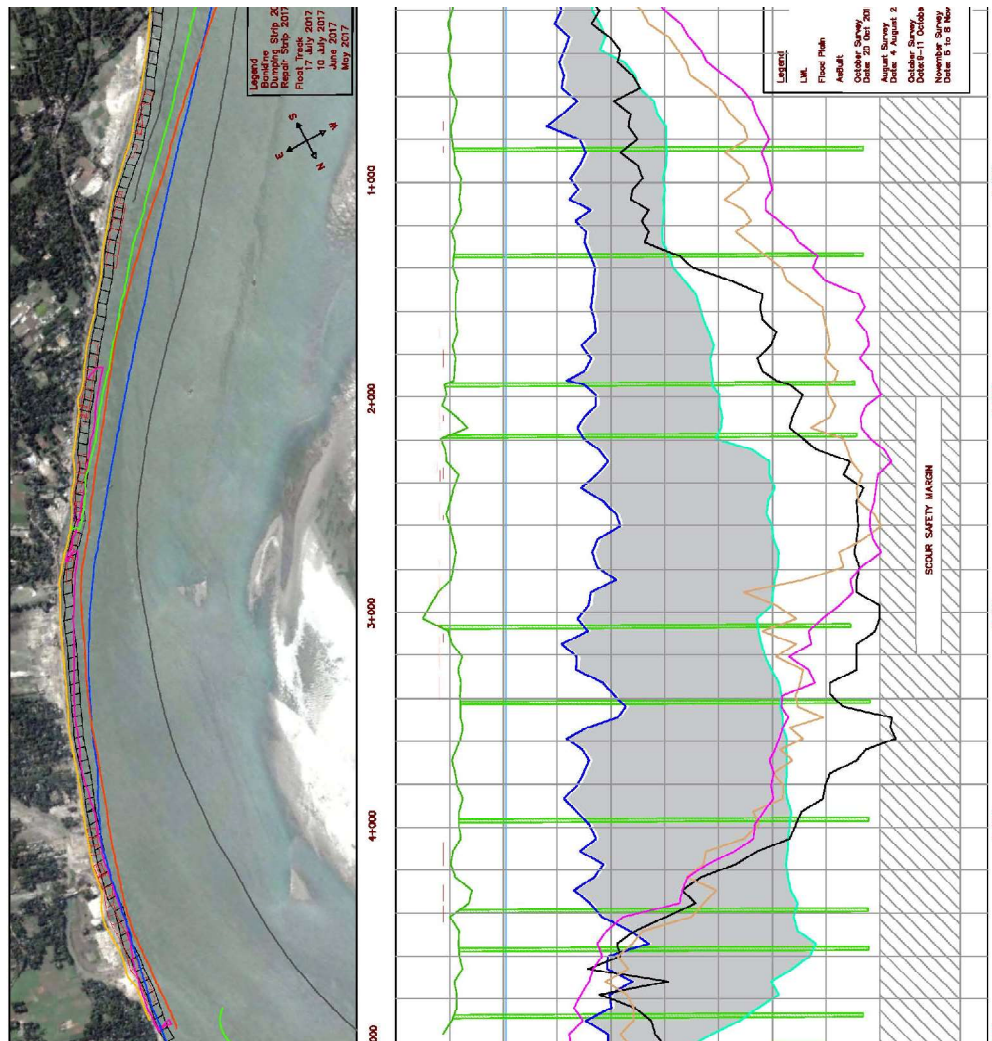 Legend
Bankline
Dumping Strip 20
Repair Strip 2017
Float Track
17 July 2017
10 July 2017
June 2017
May 2017
S
W
E
N
1+000
2+000
3+000
4+000
000
Legend
LWL
Flood Plain
AsBuilt
October Survey
Date: 20 Oct 201
August Survey
Date: 4 August 2
October Survey
Date:9-11 Octobe
November Survey
Date: 5 to 8 Nov
SCOUR SAFETY MARGIN